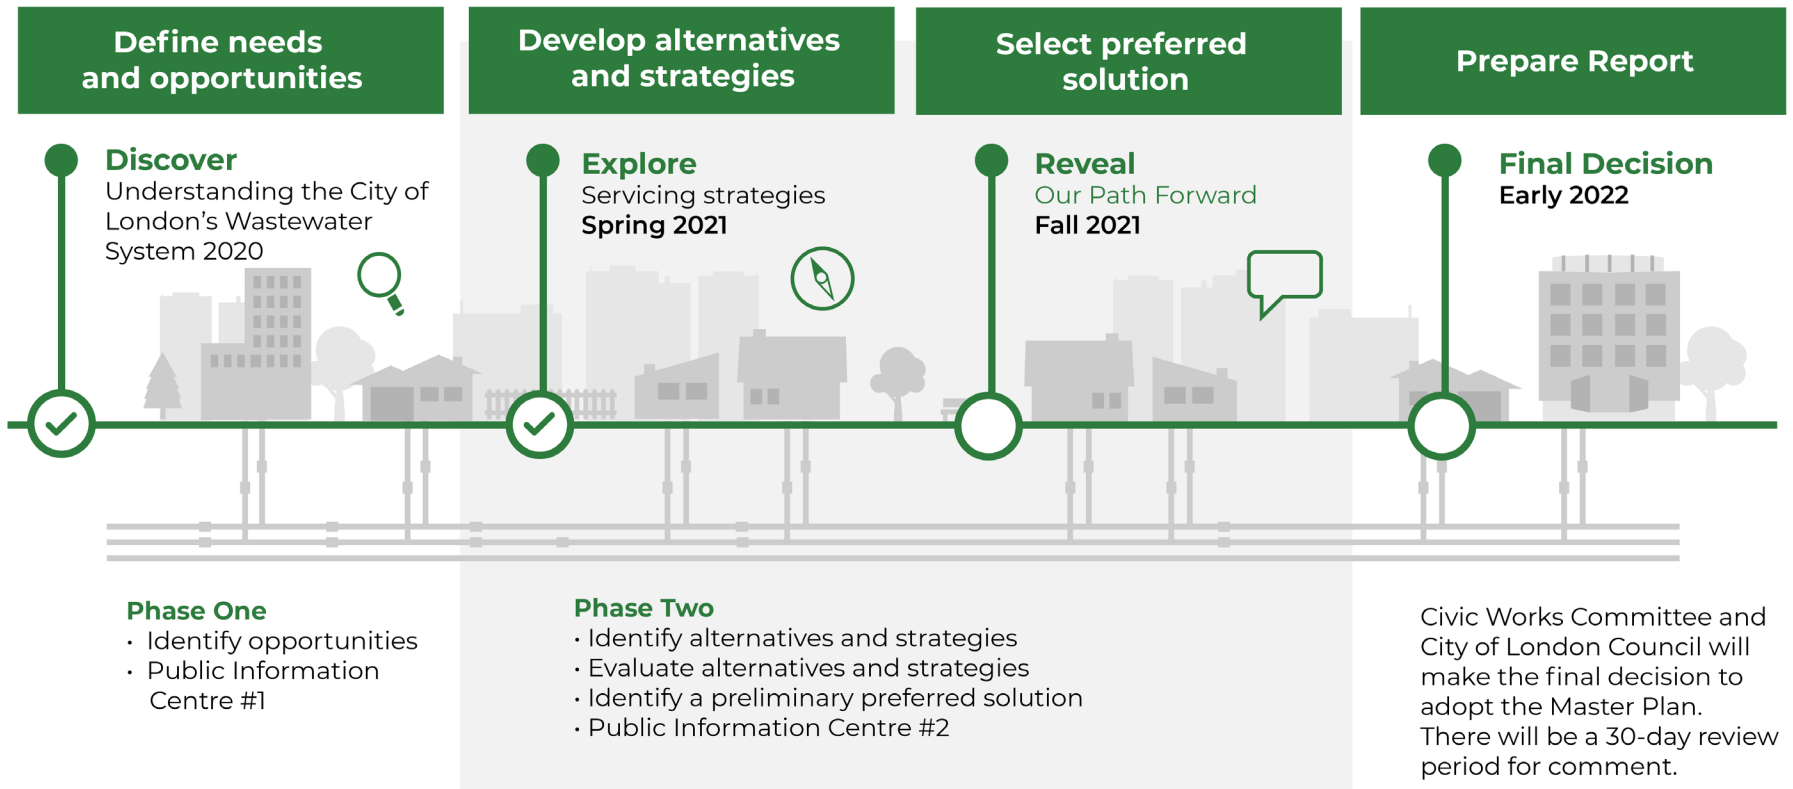 Define needs
and opportunities
Develop alternatives
and strategies
Select preferred
solution
Prepare Report
Discover
Understanding the City of
London’s Wastewater
System 2020
Explore
Servicing strategies
Spring 2021
Reveal
Our Path Forward
Fall 2021
Final Decision
Early 2022
Phase One
• Identify opportunities
• Public Information
Centre #1
Phase Two
• Identify alternatives and strategies
• Evaluate alternatives and strategies
• Identify a preliminary preferred solution
• Public Information Centre #2
Civic Works Committee and
City of London Council will
make the final decision to
adopt the Master Plan.
There will be a 30-day review
period for comment.